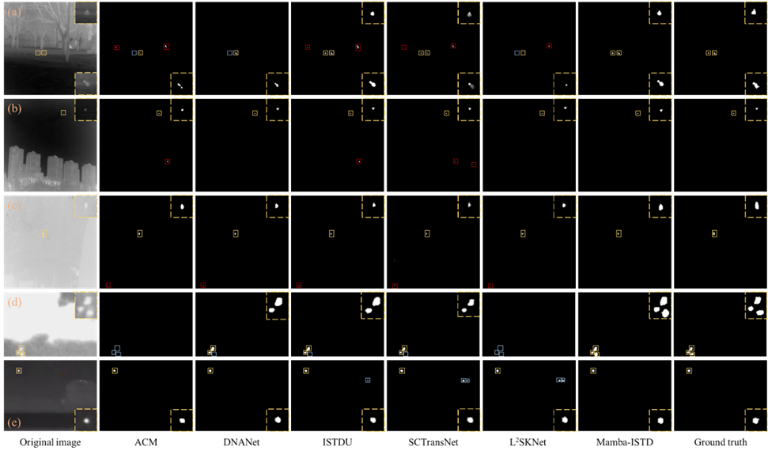 (a)
(b)
(c)
(d)
(e)
Original image ACM DNANet ISTDU SCTransNet L²SKNet Mamba-ISTD Ground truth